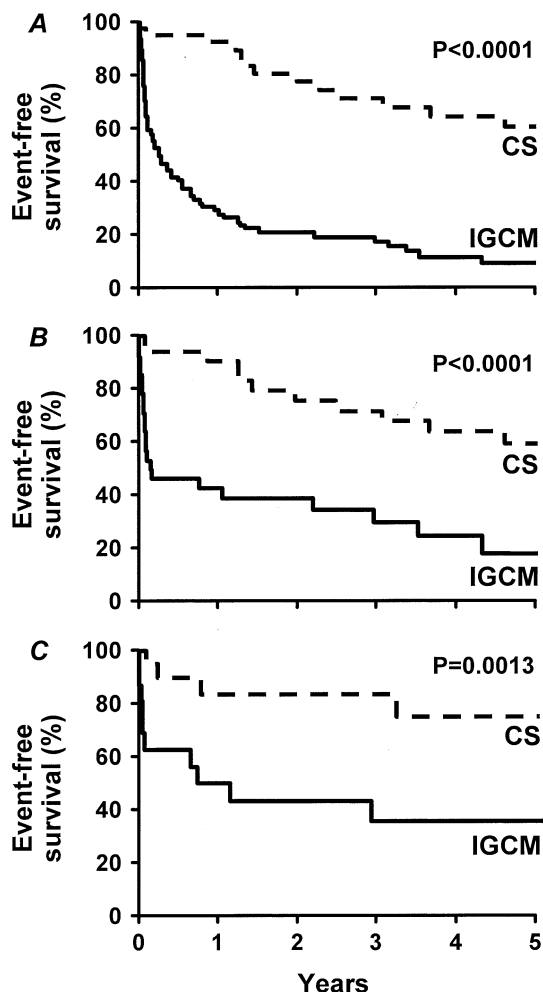 A
P<0.0001
Event-free
survival (%)
100
80
60
40
20
0
CS
IGCM
B
P<0.0001
Event-free
survival (%)
100
80
60
40
20
0
CS
IGCM
C
P=0.0013
Event-free
survival (%)
100
80
60
40
20
0
CS
IGCM
0 1 2 3 4 5
Years